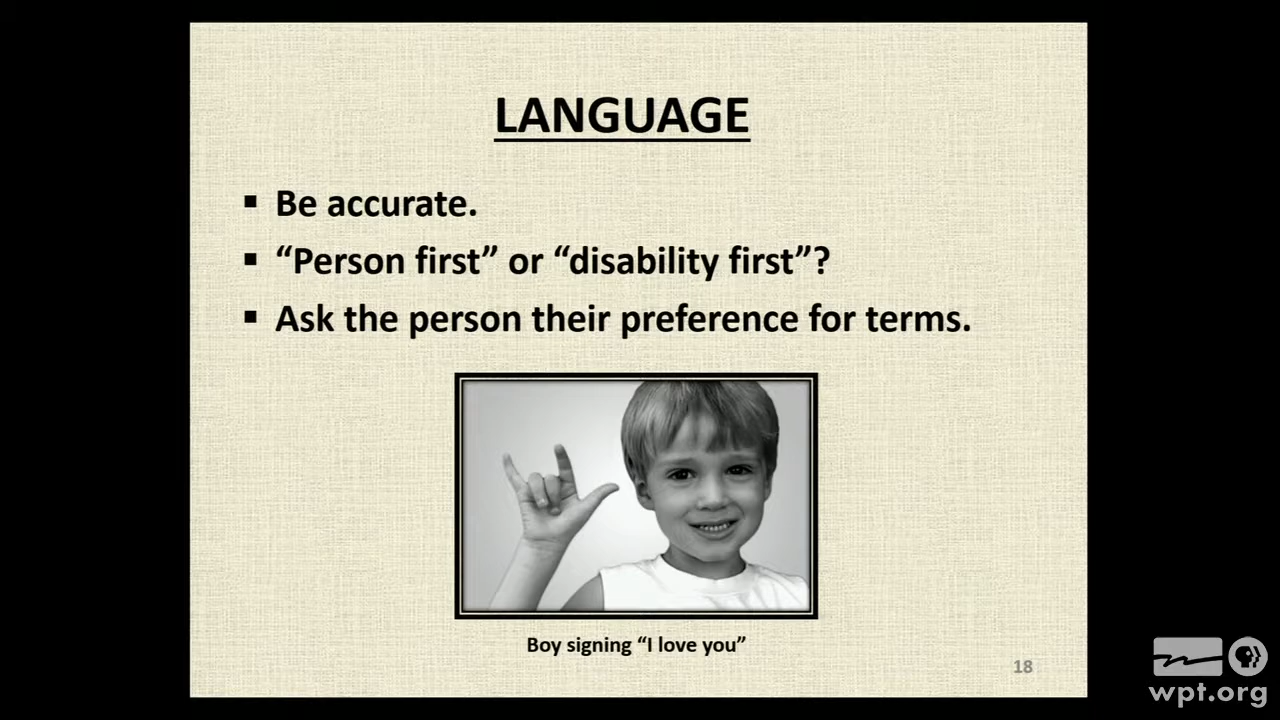 LANGUAGE
▪ Be accurate.
▪ “Person first” or “disability first”?
▪ Ask the person their preference for terms.
Boy signing “I love you”
18
wpt.org